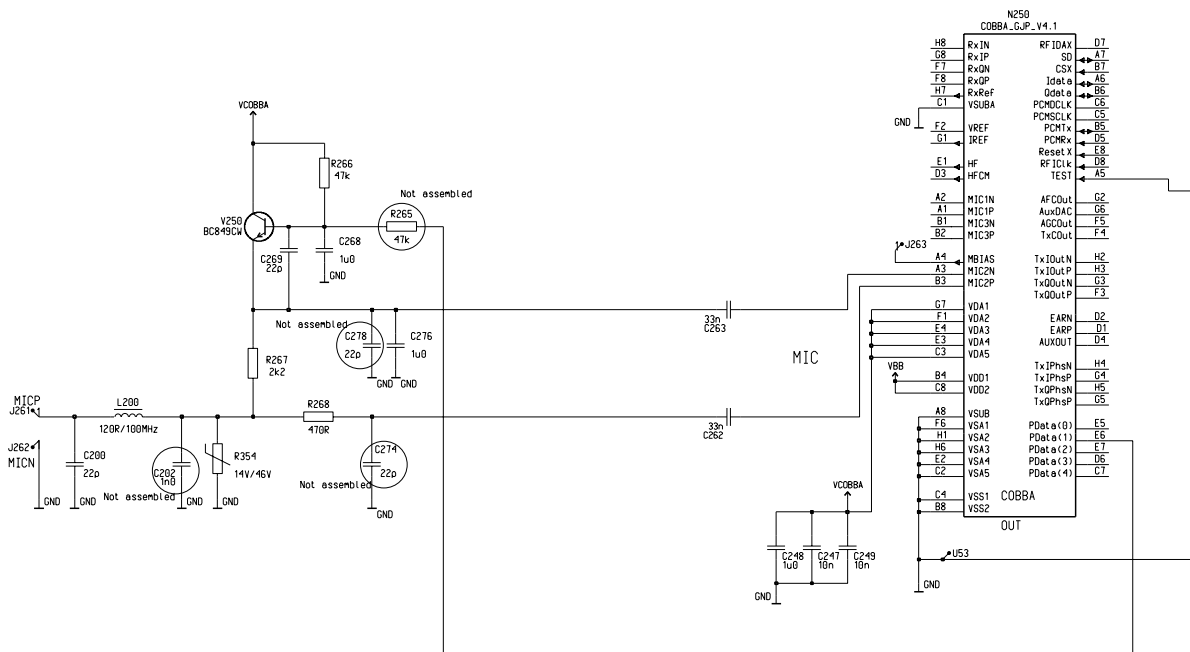 N250
COBBA_GJP_V4.1
H8 RxIN RFIDAX D7
G8 RxIP SD A7
F7 RxQN CSX B7
F8 RxQP Idata A6
H7 RxRef Qdata B6
C1 VSUBA PCMDCLK C6
PCMSCLK C5
GND
F2 VREF PCMTx B5
G1 IREF PCMRx D5
ResetX E8
E1 HF RFIClk D8
D3 HFCM TEST A5
A2 MIC1N AFCOut G2
A1 MIC1P AuxDAC G6
B1 MIC3N AGCOut F5
B2 MIC3P TxCOut F4
J263
A4 MBIAS TxIOutN H2
A3 MIC2N TxIOutP H3
B3 MIC2P TxQOutN G3
TxQOutP F3
G7 VDA1
F1 VDA2 EARN D2
E4 VDA3 EARP D1
E3 VDA4 AUXOUT D4
C3 VDA5
VBB
TxIPhsN H4
B4 VDD1 TxIPhsP G4
C8 VDD2 TxQPhsN H5
TxQPhsP G5
A8 VSUB
F6 VSA1 PData(0) E5
H1 VSA2 PData(1) E6
H6 VSA3 PData(2) E7
E2 VSA4 PData(3) D6
C2 VSA5 PData(4) C7
C4 VSS1 COBBA
B8 VSS2
OUT
U53
GND
VCOBBA
R266
47k
Not assembled
R265
47k
V250
BC849CW
C269
22p
C268
1u0
GND
Not assembled
C278
22p
C276
1u0
GND GND
33n
C263
MIC
R267
2k2
MICP
J261 1
L200
120R/100MHz
R268
470R
33n
C262
J262 1
MICN
C200
22p
C202
1n0
R354
14V/46V
C274
22p
Not assembled
Not assembled
GND GND GND GND
GND
VCOBBA
C248
1u0
C247
10n
C249
10n
GND